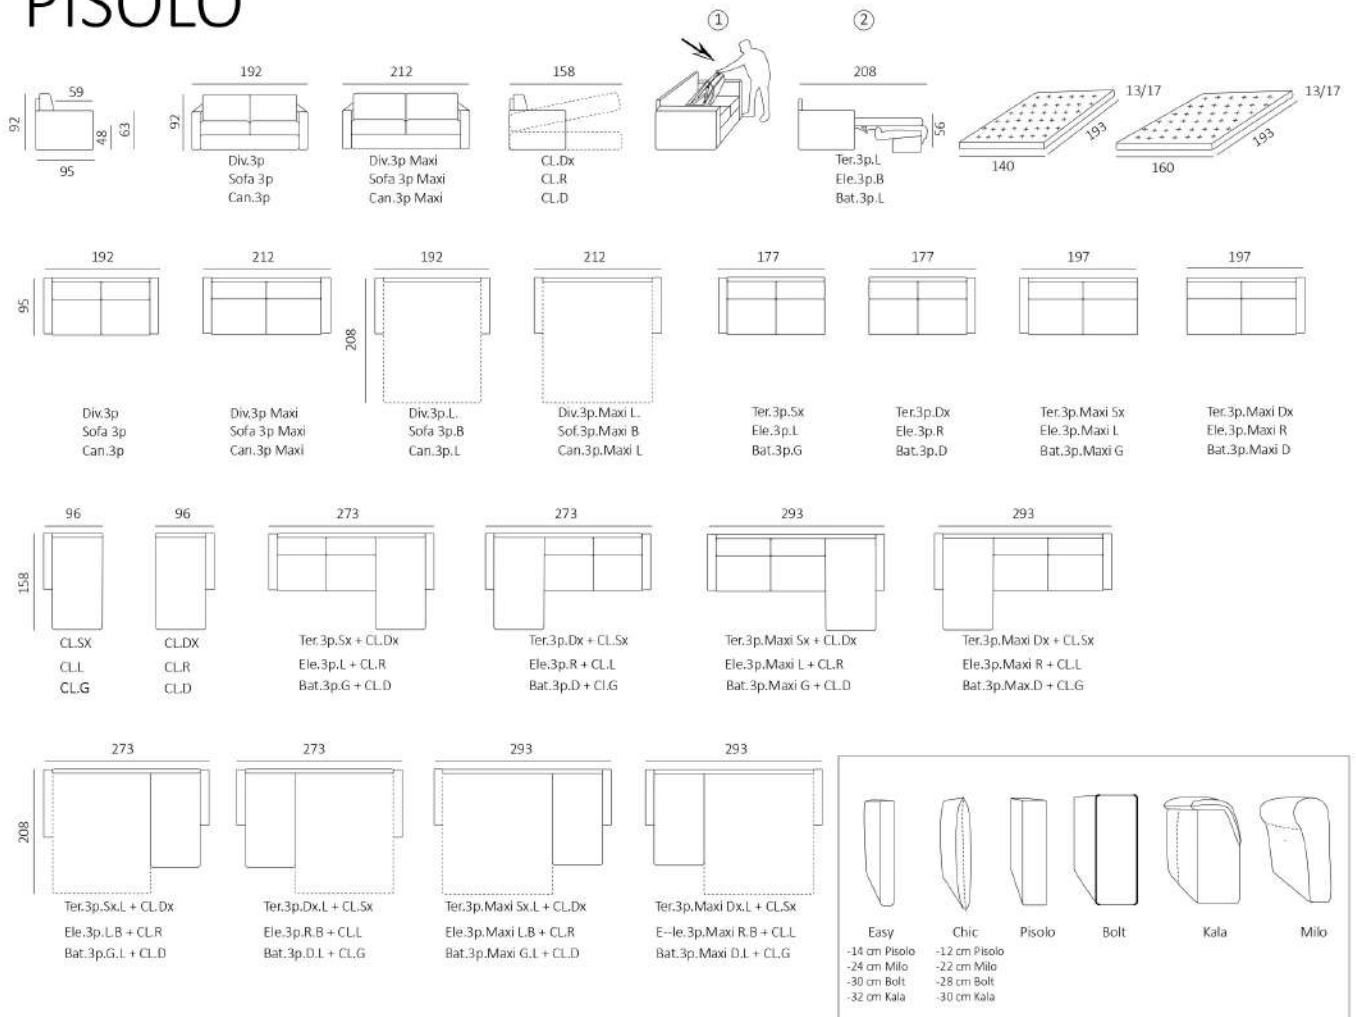 PISOLO
1 2
192 212 158 208
59
92 48 63 92 56
95
13/17 13/17
193 193
140 160
Div.3p Div.3p Maxi CL.Dx Ter.3p.L
Sofa 3p Sofa 3p Maxi CL.R Ele.3p.B
Can.3p Can.3p Maxi CL.D Bat.3p.L
192 212 192 212 177 177 197 197
95
208
Div.3p Div.3p Maxi Div.3p.L. Div.3p.Maxi L. Ter.3p.Sx Ter.3p.Dx Ter.3p.Maxi Sx Ter.3p.Maxi Dx
Sofa 3p Sofa 3p Maxi Sofa 3p.B Sof.3p.Maxi B Ele.3p.L Ele.3p.R Ele.3p.Maxi L Ele.3p.Maxi R
Can.3p Can.3p Maxi Can.3p.L Can.3p.Maxi L Bat.3p.G Bat.3p.D Bat.3p.Maxi G Bat.3p.Maxi D
96 96 273 273 293 293
158
CL.SX CL.DX Ter.3p.Sx + CL.Dx Ter.3p.Dx + CL.Sx Ter.3p.Maxi Sx + CL.Dx Ter.3p.Maxi Dx + CL.Sx
CL.L CL.R Ele.3p.L + CL.R Ele.3p.R + CL.L Ele.3p.Maxi L + CL.R Ele.3p.Maxi R + CL.L
CL.G CL.D Bat.3p.G + CL.D Bat.3p.D + Cl.G Bat.3p.Maxi G + CL.D Bat.3p.Max.D + CL.G
273 273 293 293
208
Ter.3p.Sx.L + CL.Dx Ter.3p.Dx.L + CL.Sx Ter.3p.Maxi Sx.L + CL.Dx Ter.3p.Maxi Dx.L + CL.Sx
Ele.3p.L.B + CL.R Ele.3p.R.B + CL.L Ele.3p.Maxi L.B + CL.R E--le.3p.Maxi R.B + CL.L
Bat.3p.G.L + CL.D Bat.3p.D.L + CL.G Bat.3p.Maxi G.L + CL.D Bat.3p.Maxi D.L + CL.G
Easy Chic Pisolo Bolt Kala Milo
-14 cm Pisolo -12 cm Pisolo
-24 cm Milo -22 cm Milo
-30 cm Bolt -28 cm Bolt
-32 cm Kala -30 cm Kala